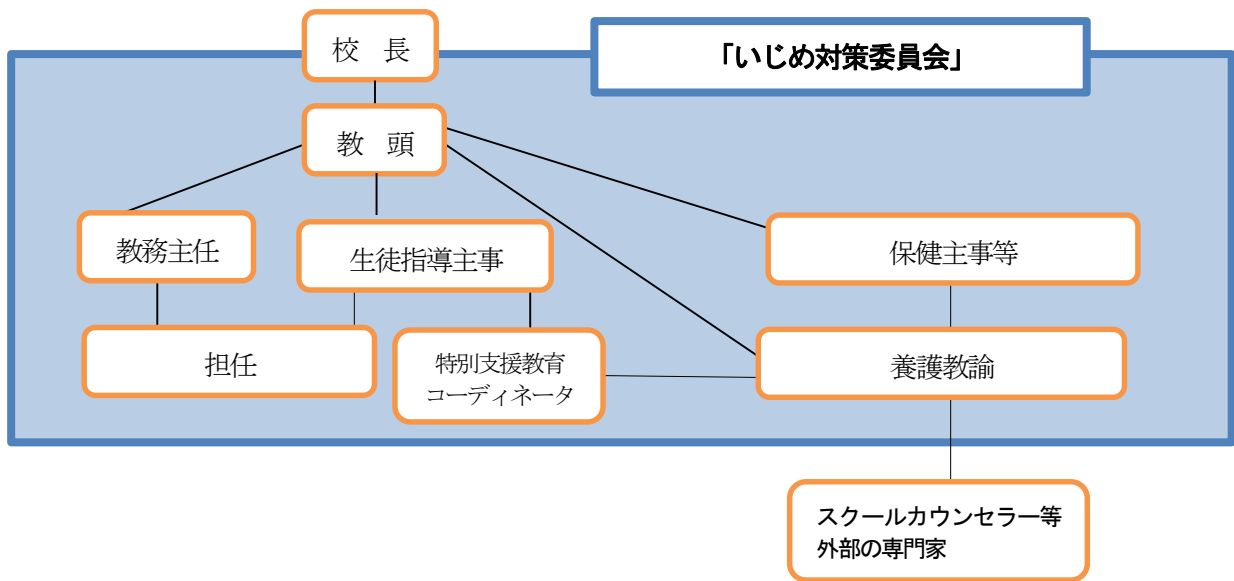 校　長
「いじめ対策委員会」
教　頭
教務主任
生徒指導主事
保健主事等
担任
特別支援教育
コーディネータ
養護教諭
スクールカウンセラー等
外部の専門家